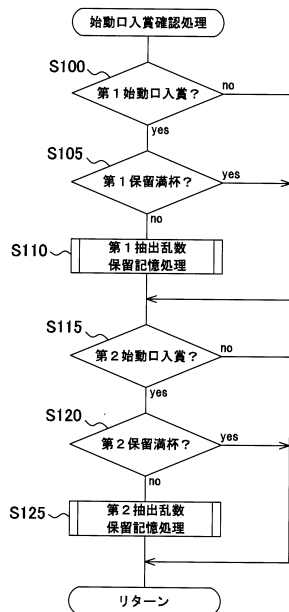 始動口入賞確認処理
S100
第1始動口入賞?
no
yes
S105
第1保留満杯?
yes
no
S110
第1抽出乱数
保留記憶処理
S115
第2始動口入賞?
no
yes
S120
第2保留満杯?
yes
no
S125
第2抽出乱数
保留記憶処理
リターン